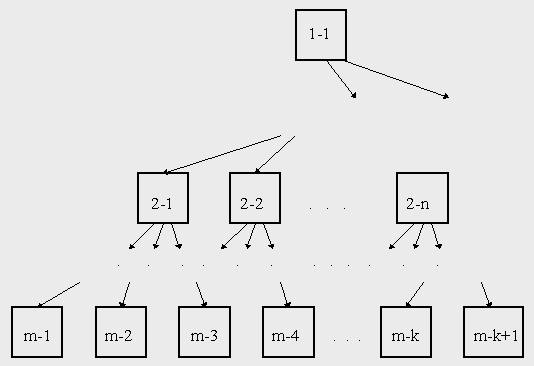 1-1
2-1 2-2 . . . 2-n
. . . . . . . . . . . . .
m-1 m-2 m-3 m-4 . . . m-k m-k+1